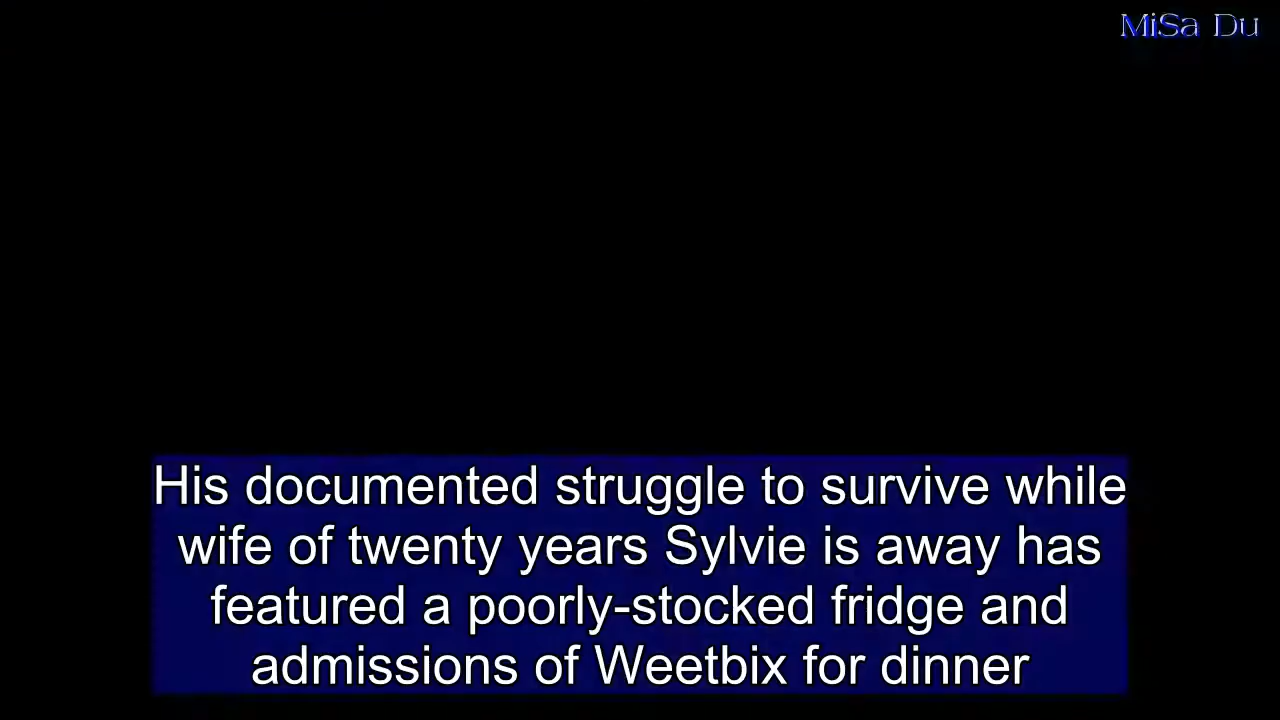 MiSa Du
His documented struggle to survive while
wife of twenty years Sylvie is away has
featured a poorly-stocked fridge and
admissions of Weetbix for dinner